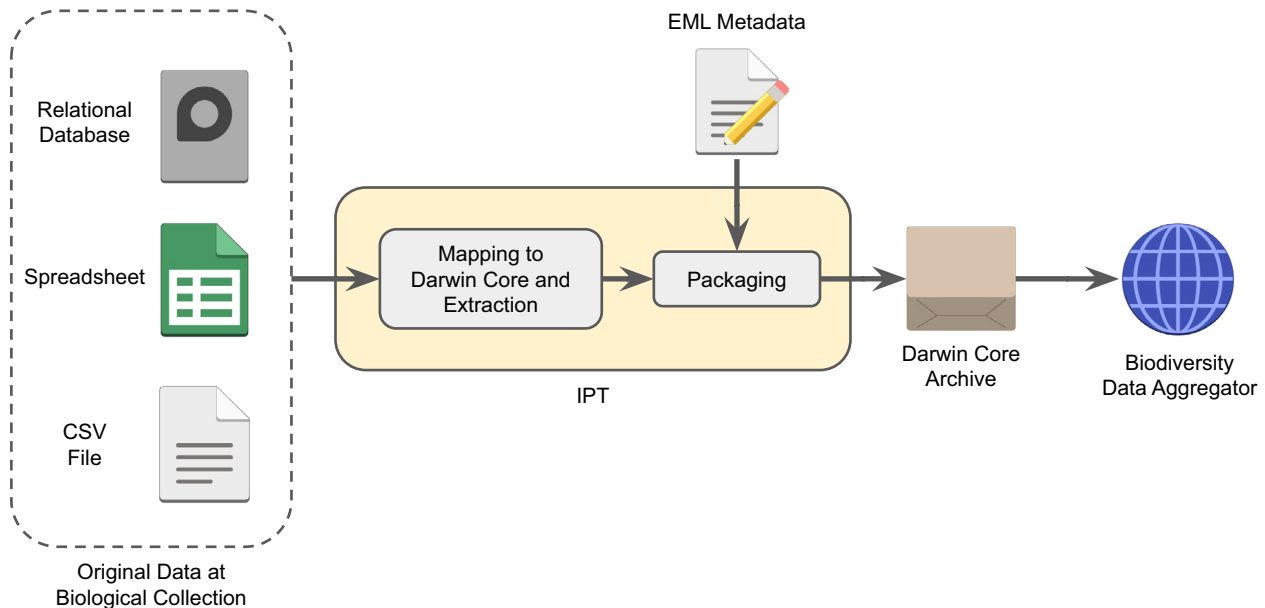 EML Metadata
Relational
Database
Spreadsheet
CSV
File
Original Data at
Biological Collection
Mapping to
Darwin Core and
Extraction
Packaging
IPT
Darwin Core
Archive
Biodiversity
Data Aggregator